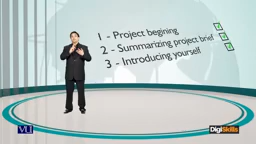 1 - Project begining
2 - Summarizing project brief
3 - Introducing yourself
VU
DigiSkills